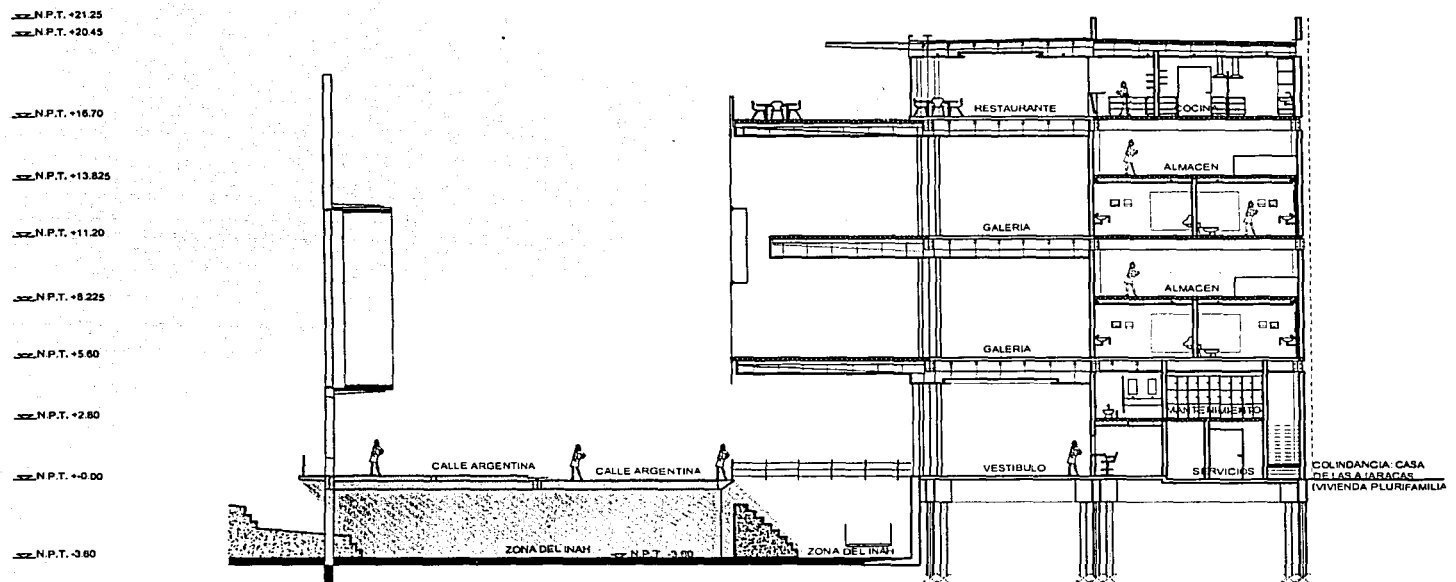 N.P.T. +21.25
N.P.T. +20.45
N.P.T. +16.70
N.P.T. +13.825
N.P.T. +11.20
N.P.T. +8.225
N.P.T. +5.60
N.P.T. +2.80
N.P.T. +-0.00
N.P.T. -3.60
RESTAURANTE
COCINA
ALMACEN
GALERIA
ALMACEN
GALERIA
MANTENIMIENTO
CALLE ARGENTINA
CALLE ARGENTINA
VESTIBULO
SERVICIOS
COLINDANCIA: CASA
DE LAS AJARACAS
(VIVIENDA PLURIFAMILIA
ZONA DEL INAH
N.P.T.
ZONA DEL INAH